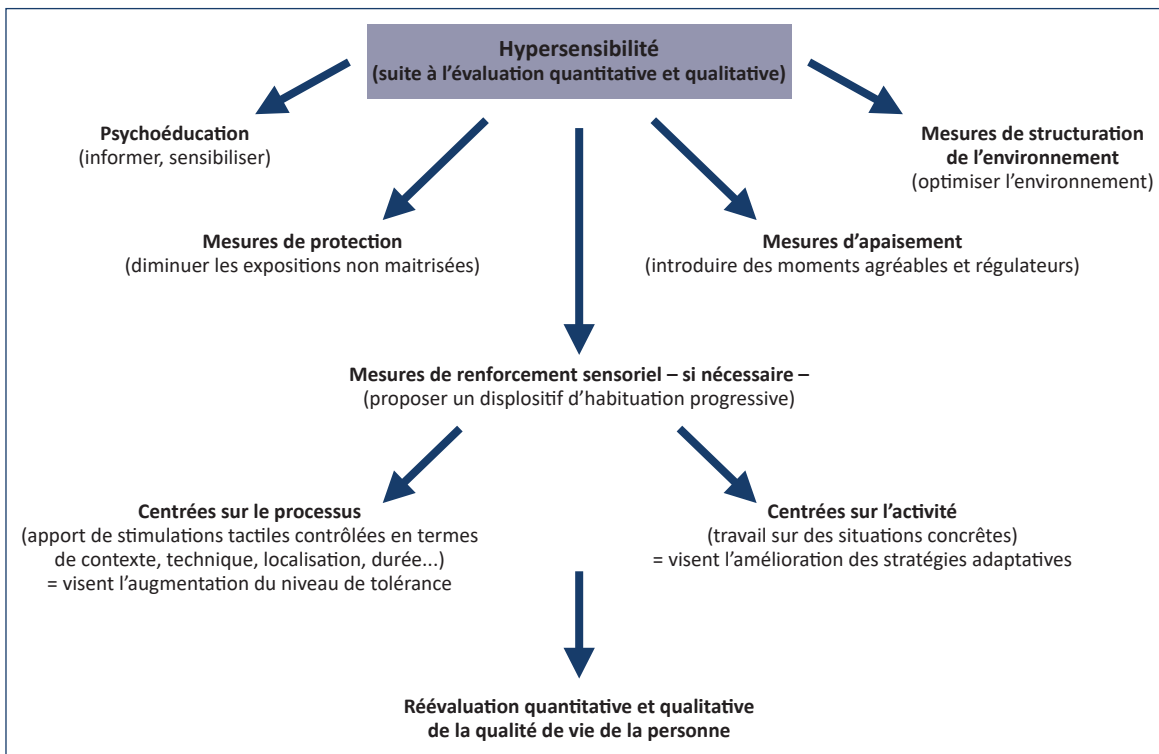 Hypersensibilité
(suite à l’évaluation quantitative et qualitative)
Psychoéducation
(informer, sensibiliser)
Mesures de structuration
de l’environnement
(optimiser l’environnement)
Mesures de protection
(diminuer les expositions non maitrisées)
Mesures d’apaisement
(introduire des moments agréables et régulateurs)
Mesures de renforcement sensoriel – si nécessaire –
(proposer un displositif d’habituation progressive)
Centrées sur le processus
(apport de stimulations tactiles contrôlées en termes
de contexte, technique, localisation, durée...)
= visent l’augmentation du niveau de tolérance
Centrées sur l’activité
(travail sur des situations concrêtes)
= visent l’amélioration des stratégies adaptatives
Réévaluation quantitative et qualitative
de la qualité de vie de la personne